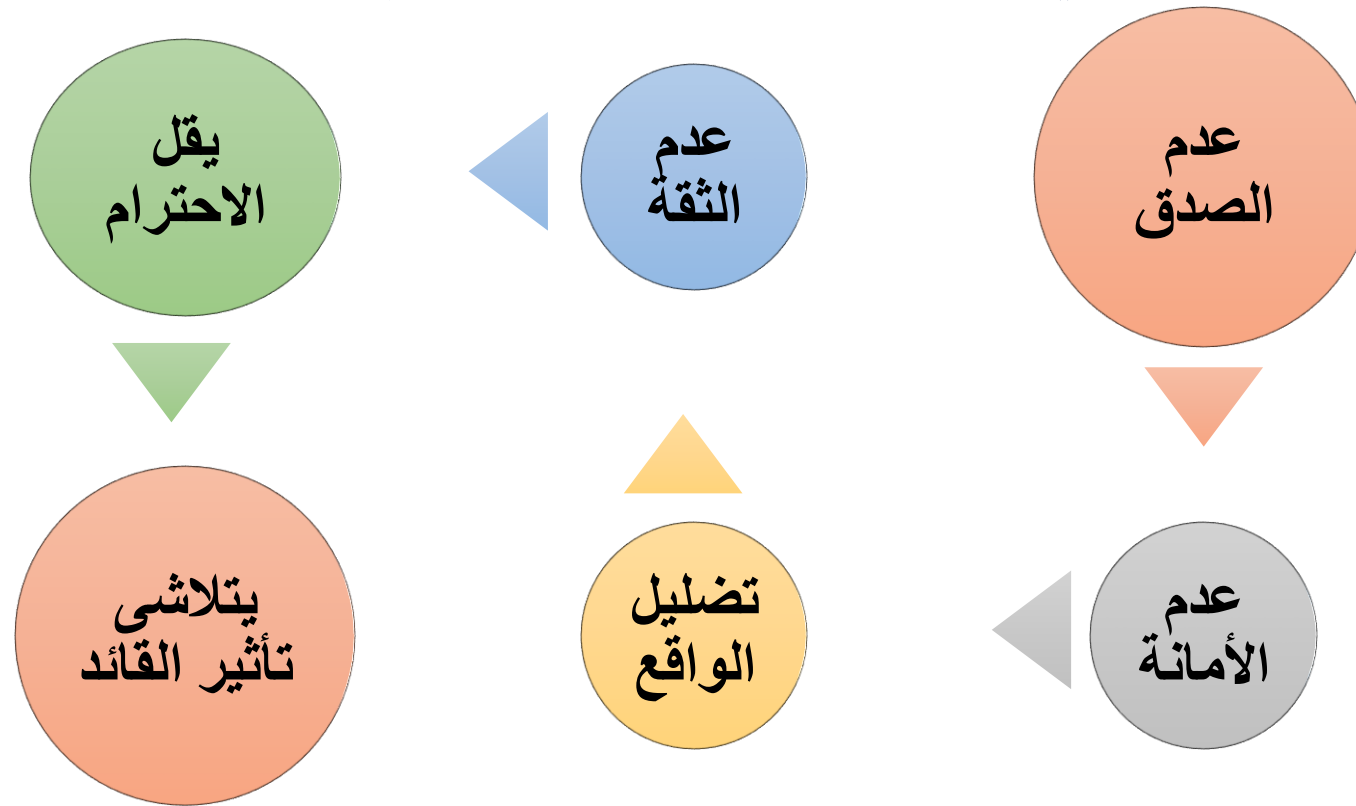 عدم
الصدق
عدم
الأمانة
تضليل
الواقع
عدم
الثقة
يقل
الاحترام
يتلاشى
تأثير القائد